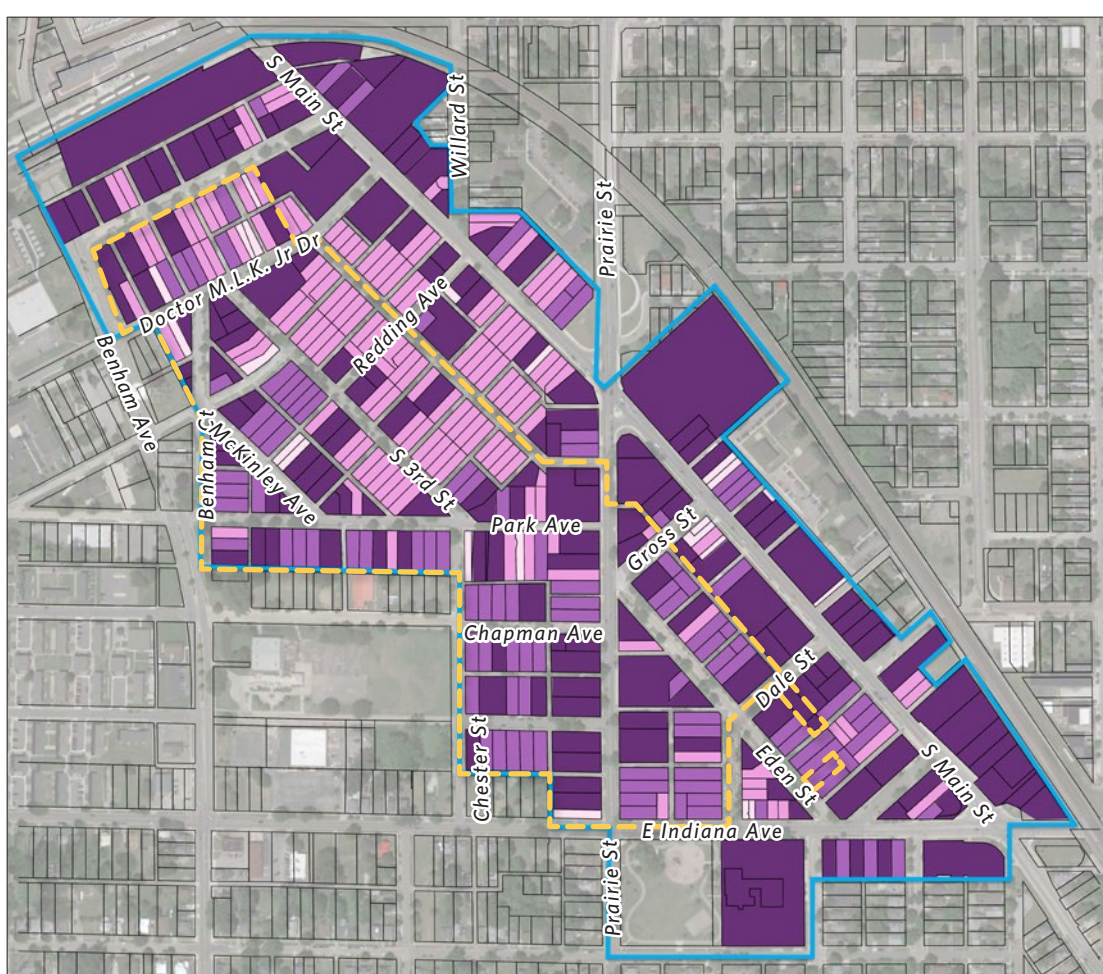 S Main St
Willard St
Prairie St
Doctor M.L.K. Jr Dr
Redding Ave
Benham Ave
Benham Ct
McKinley Ave
S 3rd St
Park Ave
Gross St
Chapman Ave
Dale St
Chester St
Eden St
S Main St
E Indiana Ave
Prairie St